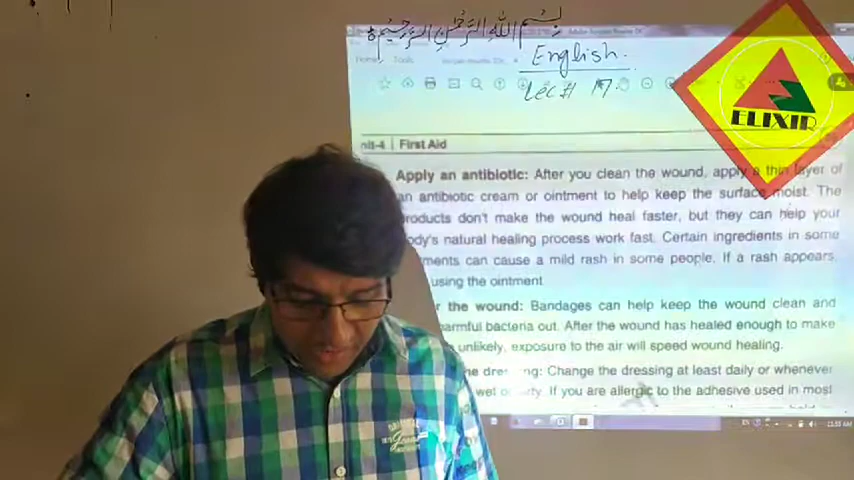 بِسْمِ اللهِ الرَّحْمٰنِ الرَّحِيْمِ
English.
Lec # 17.
ELIXIR
Tools
First Aid
Apply an antibiotic: After you clean the wound, apply a thin layer of
an antibiotic cream or ointment to help keep the surface moist. The
products don't make the wound heal faster, but they can help your
body's natural healing process work fast. Certain ingredients in some
can cause a mild rash in some people. If a rash appears,
using the ointment
the wound: Bandages can help keep the wound clean and
harmful bacteria out. After the wound has healed enough to make
unlikely, exposure to the air will speed wound healing.
Change the dressing at least daily or whenever
wet or If you are allergic to the adhesive used in most